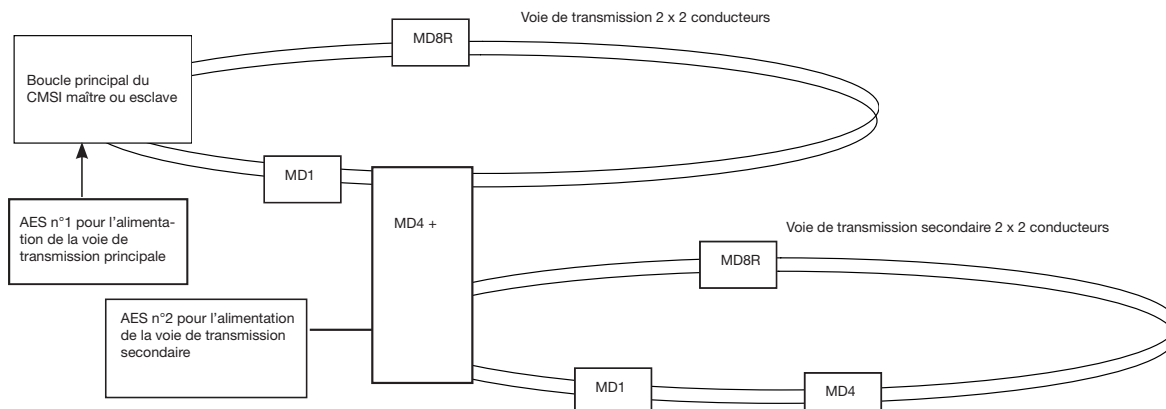 Voie de transmission 2 x 2 conducteurs
MD8R
Boucle principal du
CMSI maître ou esclave
MD1
MD4 +
AES n°1 pour l'alimenta-
tion de la voie de
transmission principale
Voie de transmission secondaire 2 x 2 conducteurs
MD8R
AES n°2 pour l'alimentation
de la voie de transmission
secondaire
MD1
MD4